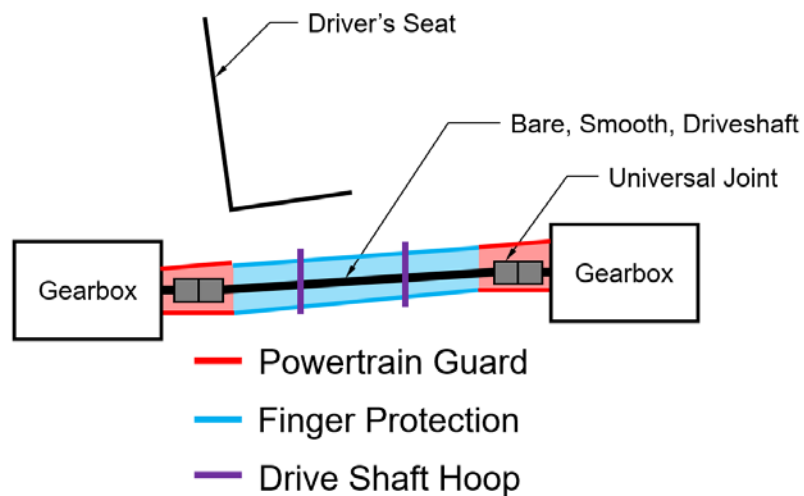 Driver’s Seat
Bare, Smooth, Driveshaft
Universal Joint
Gearbox
Gearbox
Powertrain Guard
Finger Protection
Drive Shaft Hoop